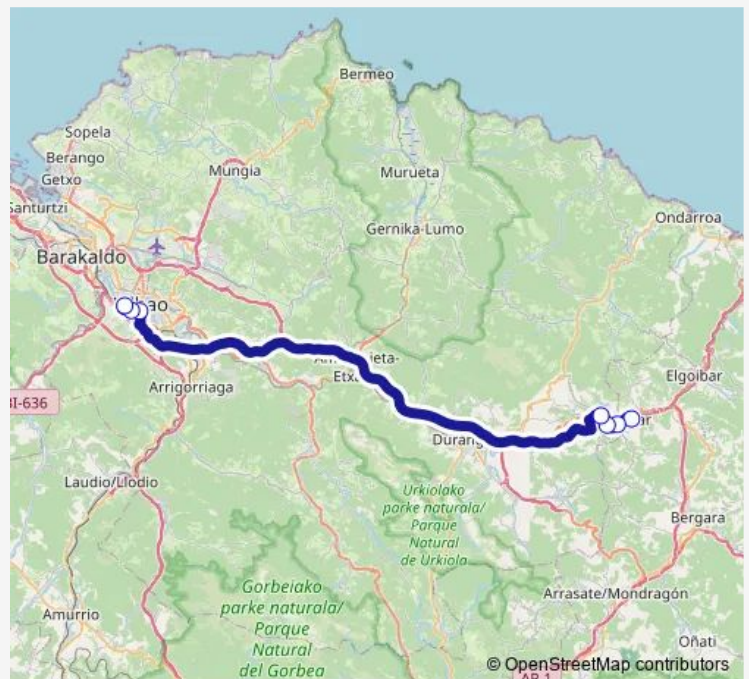 Bermeo
Sopela
Berango
Getxo
Mungia
Murueta
Santurtzi
Gernika-Lumo
Ondarroa
Barakaldo
Arrigorriaga
BI-636
Elgoibar
Laudio/Llodio
Urkiolako
parke naturala/
Parque
Natural
de Urkiola
Bergara
Gorbeiako
parke naturala/
Parque
Natural
del Gorbea
Arrasate/Mondragón
Amurrio
Oñati
© OpenStreetMap contributors
AP-1